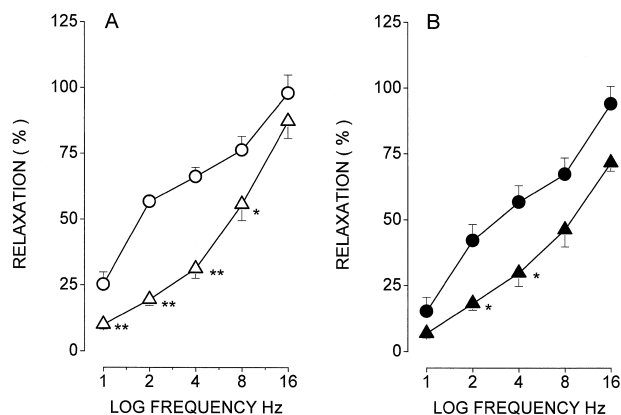 A
125
100
75
50
25
0
RELAXATION ( % )
**
**
**
*
1 2 4 8 16
LOG FREQUENCY Hz
B
125
100
75
50
25
0
RELAXATION ( % )
*
*
1 2 4 8 16
LOG FREQUENCY Hz